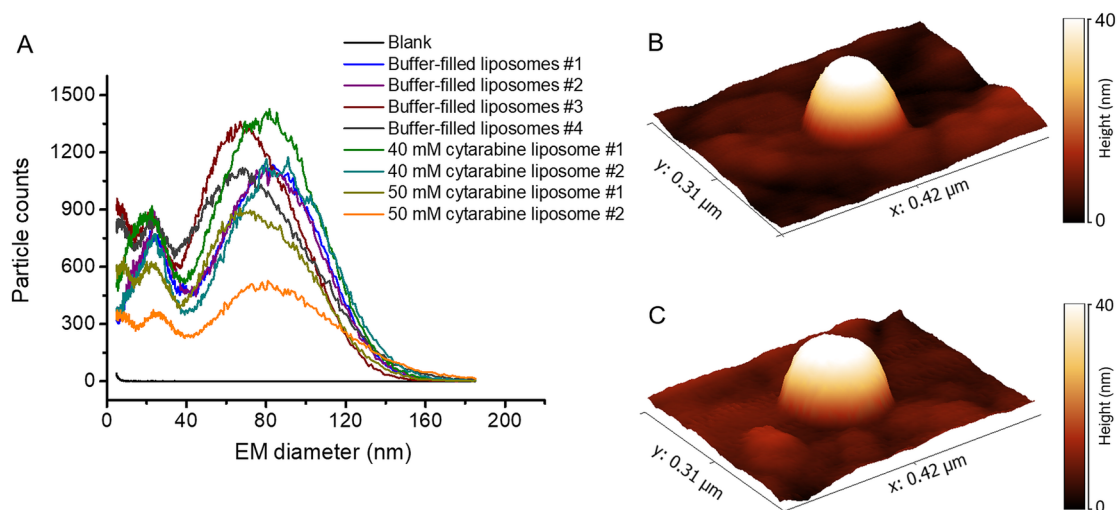 A
Blank
Buffer-filled liposomes #1
Buffer-filled liposomes #2
Buffer-filled liposomes #3
Buffer-filled liposomes #4
40 mM cytarabine liposome #1
40 mM cytarabine liposome #2
50 mM cytarabine liposome #1
50 mM cytarabine liposome #2
1500
1200
900
600
300
0
Particle counts
0 40 80 120 160 200
EM diameter (nm)
B
y: 0.31 µm
x: 0.42 µm
40
Height (nm)
0
C
y: 0.31 µm
x: 0.42 µm
40
Height (nm)
0